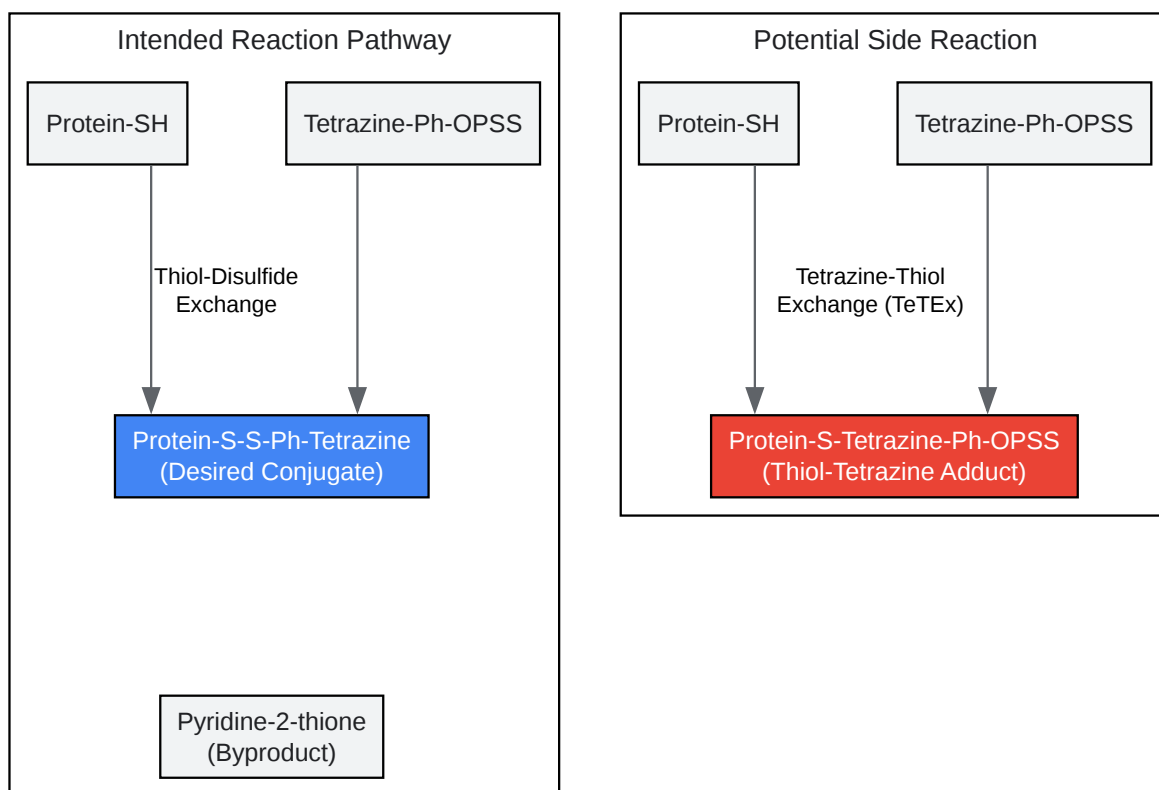 Intended Reaction Pathway
Protein-SH
Tetrazine-Ph-OPSS
Thiol-Disulfide
Exchange
Protein-S-S-Ph-Tetrazine
(Desired Conjugate)
Pyridine-2-thione
(Byproduct)
Potential Side Reaction
Protein-SH
Tetrazine-Ph-OPSS
Tetrazine-Thiol
Exchange (TeTEx)
Protein-S-Tetrazine-Ph-OPSS
(Thiol-Tetrazine Adduct)